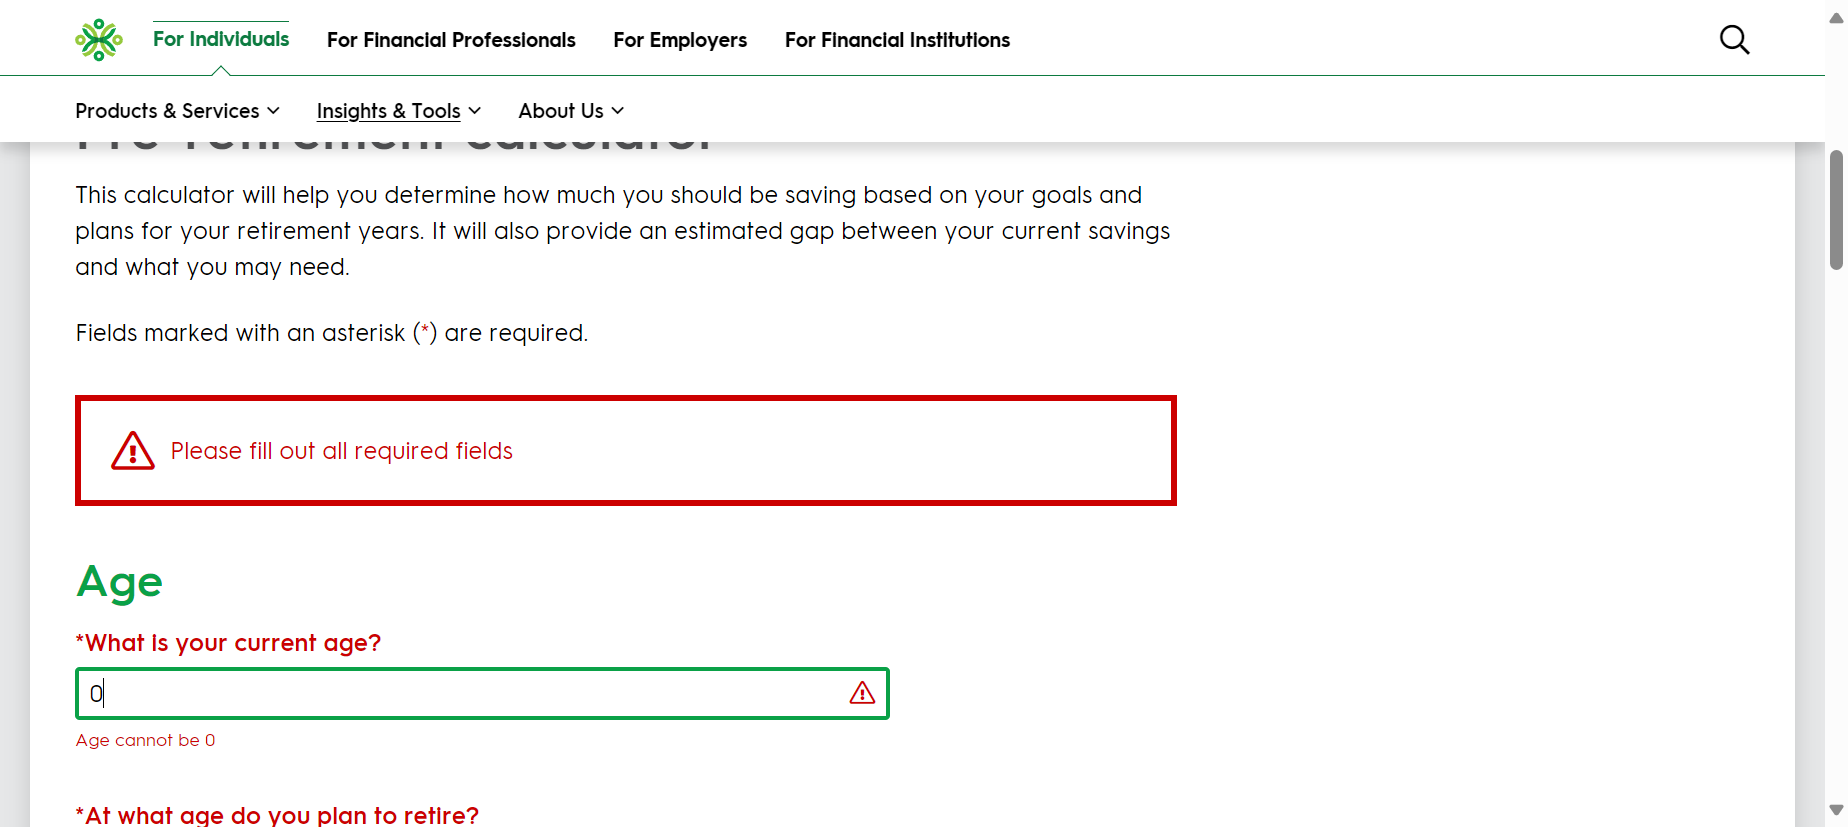 For Individuals For Financial Professionals For Employers For Financial Institutions
Products & Services Insights & Tools About Us
Pre-retirement calculator
This calculator will help you determine how much you should be saving based on your goals and
plans for your retirement years. It will also provide an estimated gap between your current savings
and what you may need.
Fields marked with an asterisk (*) are required.
Please fill out all required fields
Age
*What is your current age?
0
Age cannot be 0
*At what age do you plan to retire?